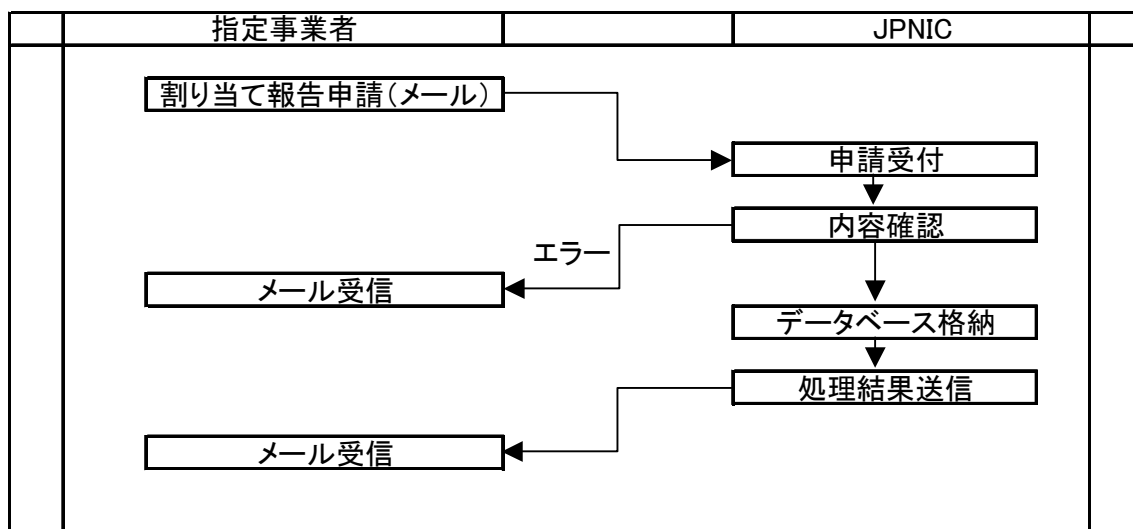 指定事業者
JPNIC
割り当て報告申請(メール)
申請受付
内容確認
エラー
メール受信
データベース格納
処理結果送信
メール受信